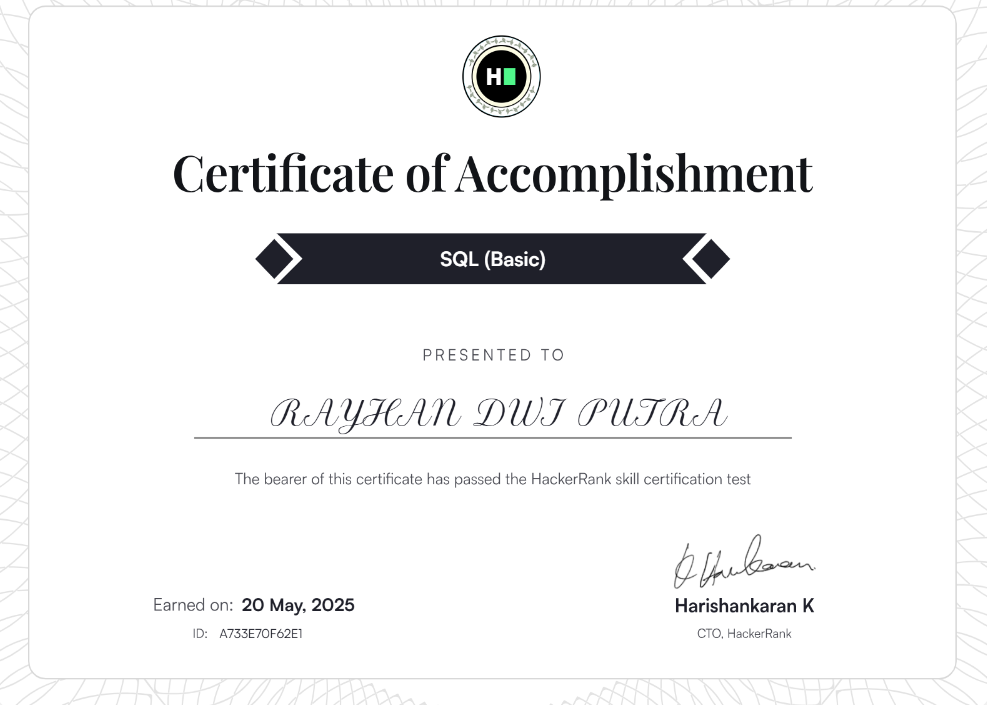 H
Certificate of Accomplishment
SQL (Basic)
PRESENTED TO
RAYHAN DWI PUTRA
The bearer of this certificate has passed the HackerRank skill certification test
Earned on: 20 May, 2025
ID: A733E70F62E1
Harishankaran K
CTO, HackerRank